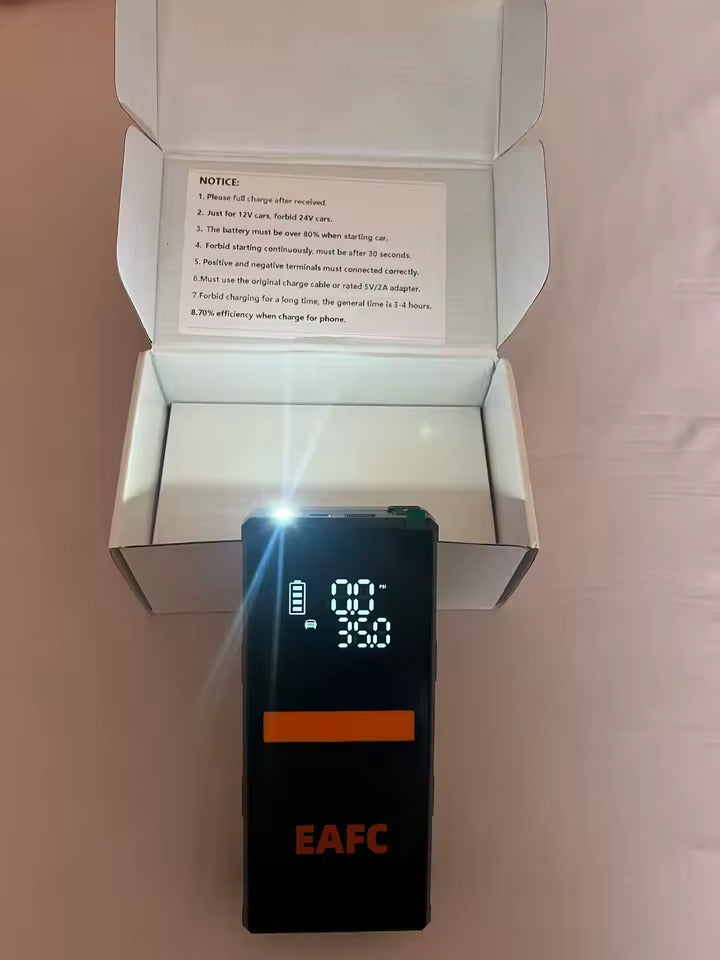 NOTICE:
1. Please full charge after received.
2. Just for 12V cars, forbid 24V cars.
3. The battery must be over 80% when starting car.
4. Forbid starting continuously, must be after 30 seconds.
5. Positive and negative terminals must connected correctly.
6.Must use the original charge cable or rated 5V/2A adapter.
7.Forbid charging for a long time, the general time is 3-4 hours.
8.70% efficiency when charge for phone.
0.0 PSI
35.0
EAFC